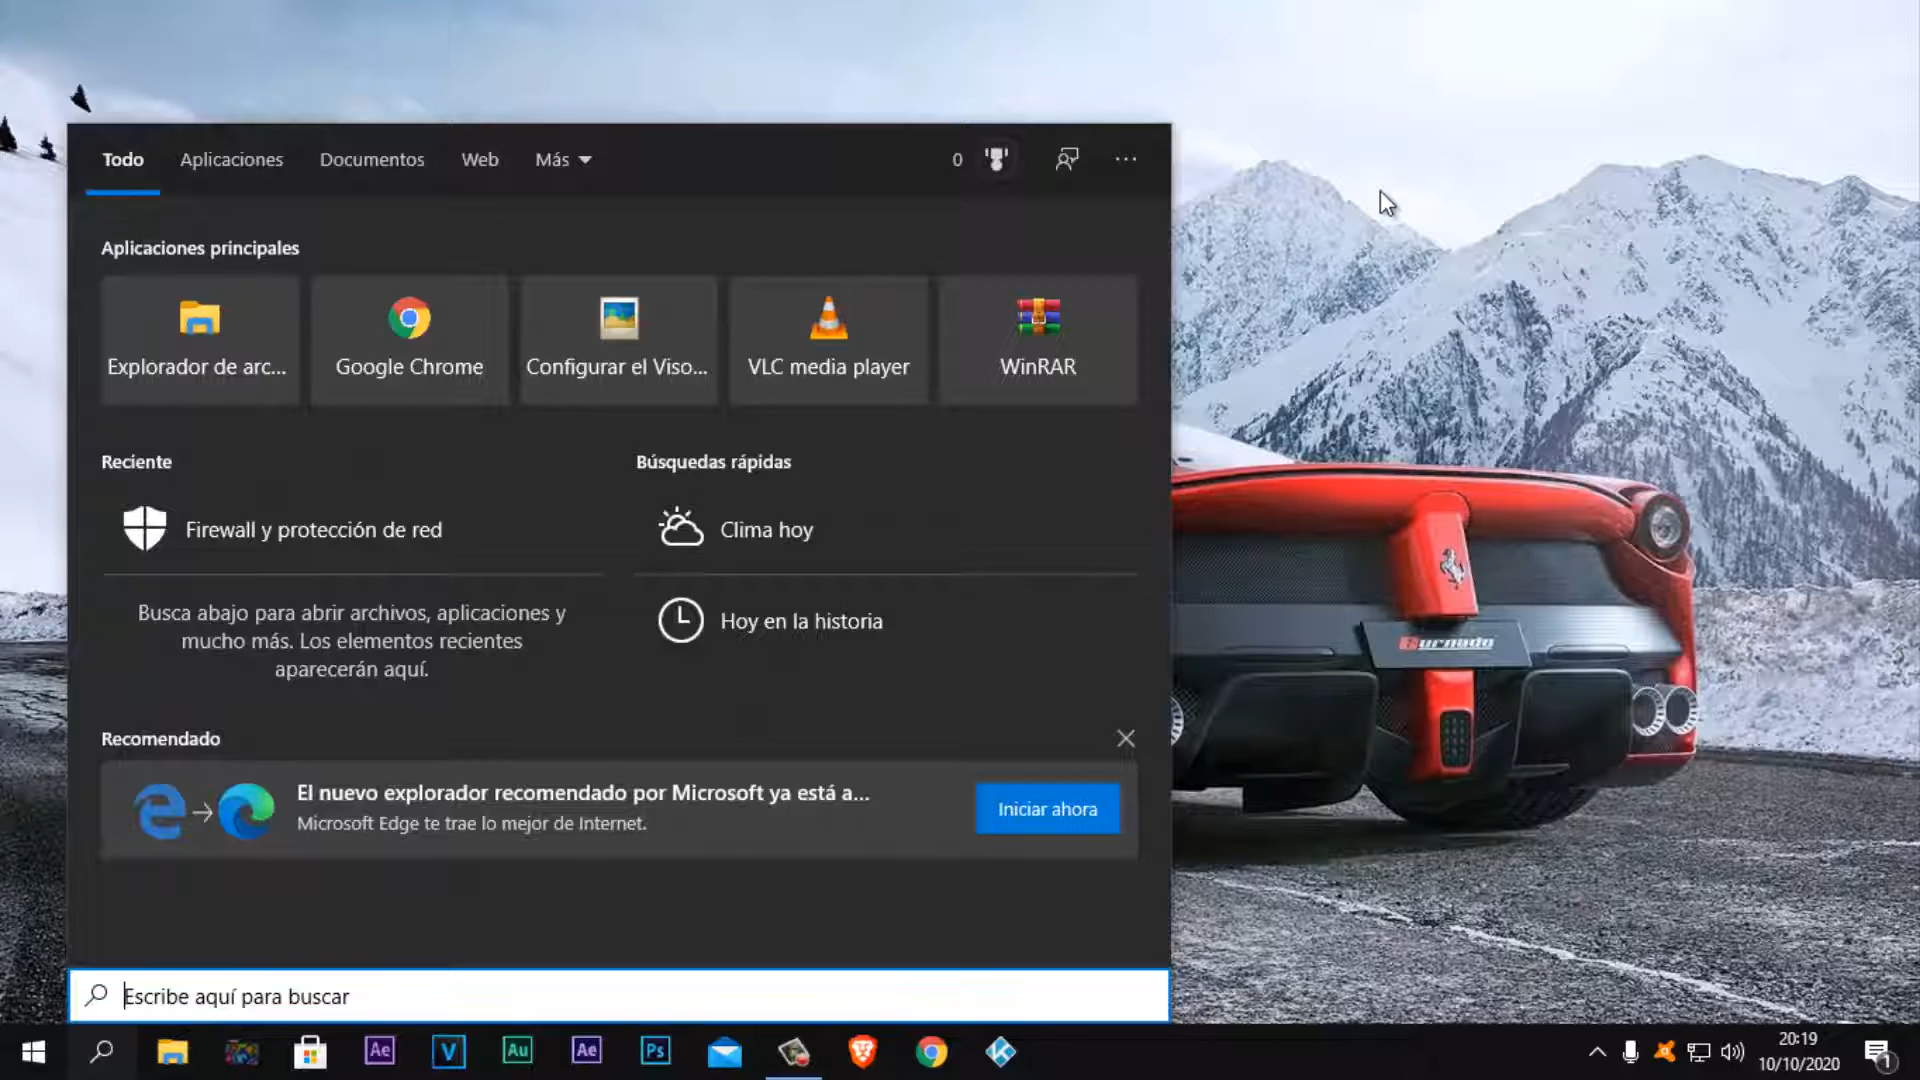 Todo Aplicaciones Documentos Web Más 0 ...
Aplicaciones principales
Explorador de arc... Google Chrome Configurar el Viso... VLC media player WinRAR
Reciente Búsquedas rápidas
Firewall y protección de red Clima hoy
Busca abajo para abrir archivos, aplicaciones y
mucho más. Los elementos recientes
aparecerán aquí.
Hoy en la historia
Recomendado
El nuevo explorador recomendado por Microsoft ya está a...
Microsoft Edge te trae lo mejor de Internet.
Iniciar ahora
Escribe aquí para buscar
Ae V Au Ae Ps
20:19
10/10/2020
1